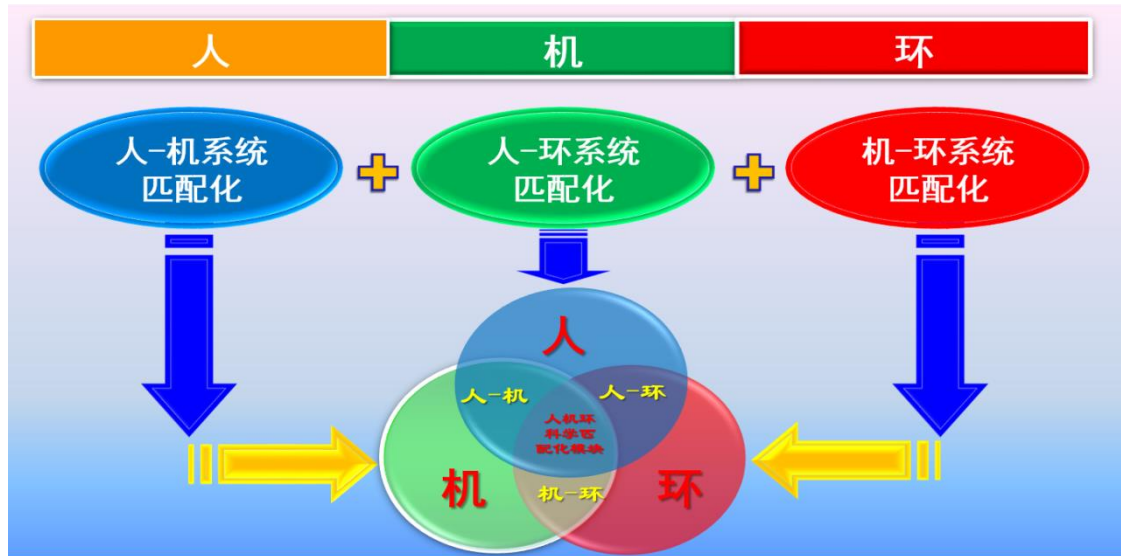 人
机
环
人-机系统
匹配化
人-环系统
匹配化
机-环系统
匹配化
人
人-机
人-环
人机环
科学匹
配化模块
机
机-环
环